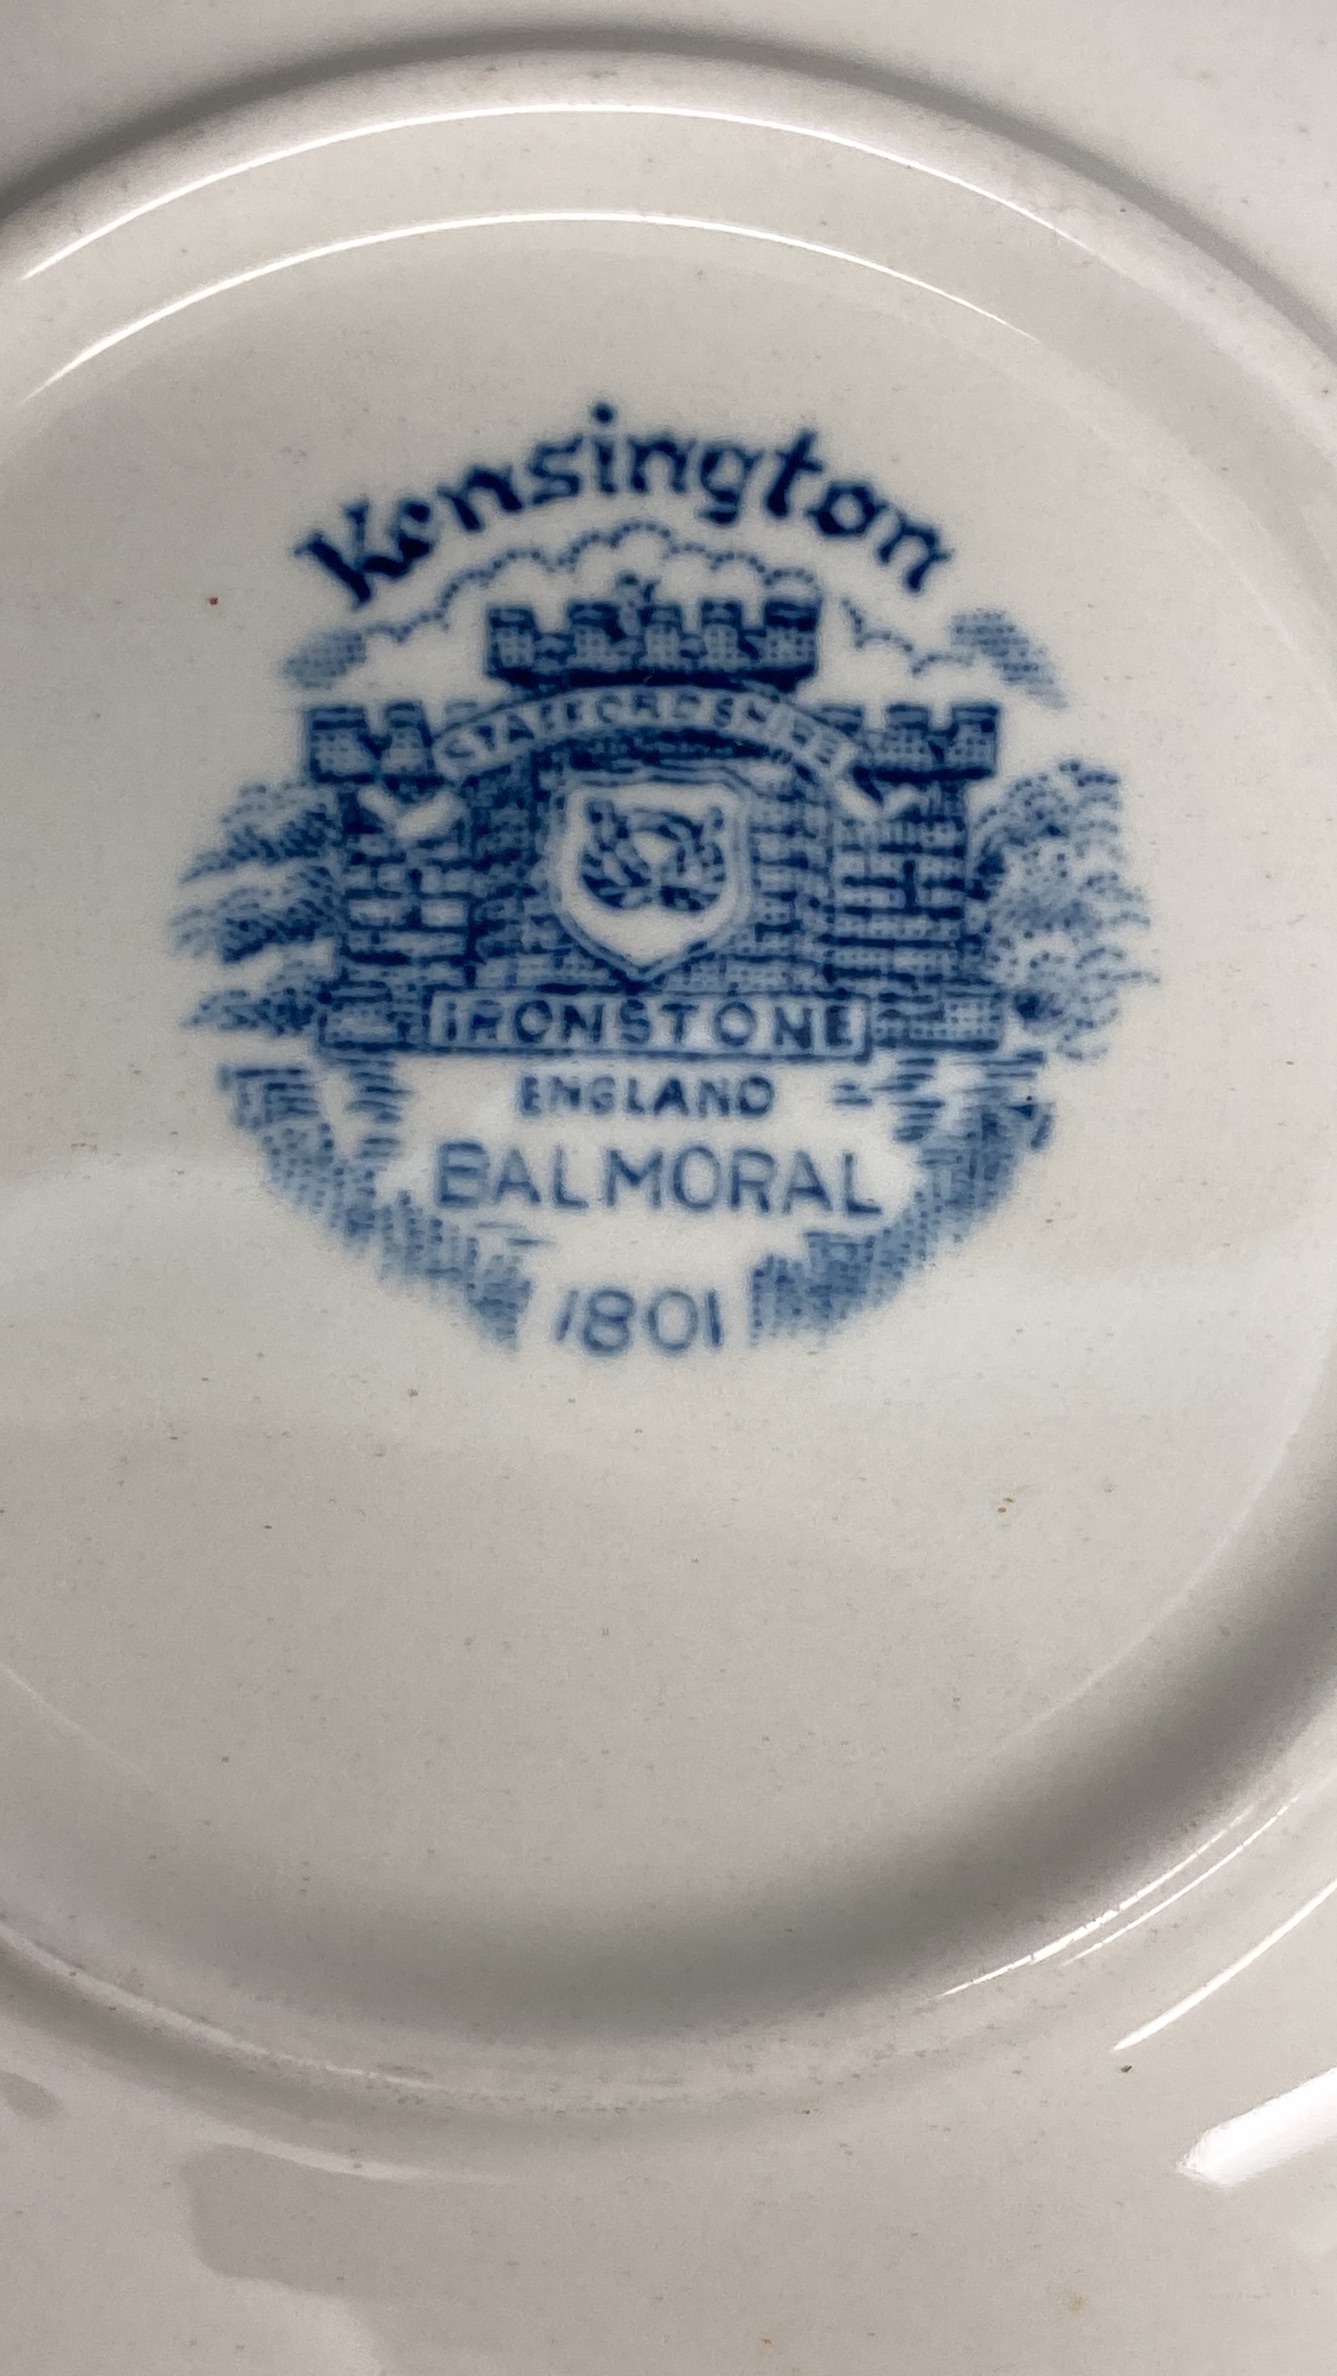 Kensington
STAFFORDSHIRE
IRONSTONE
ENGLAND
BALMORAL
1801